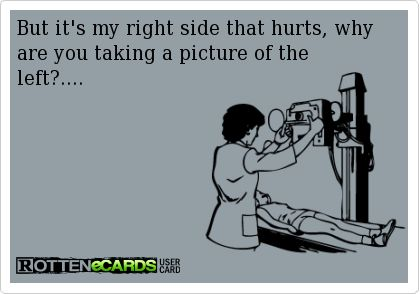 But it's my right side that hurts, why
are you taking a picture of the
left?....
ROTTENeCARDS USER
CARD